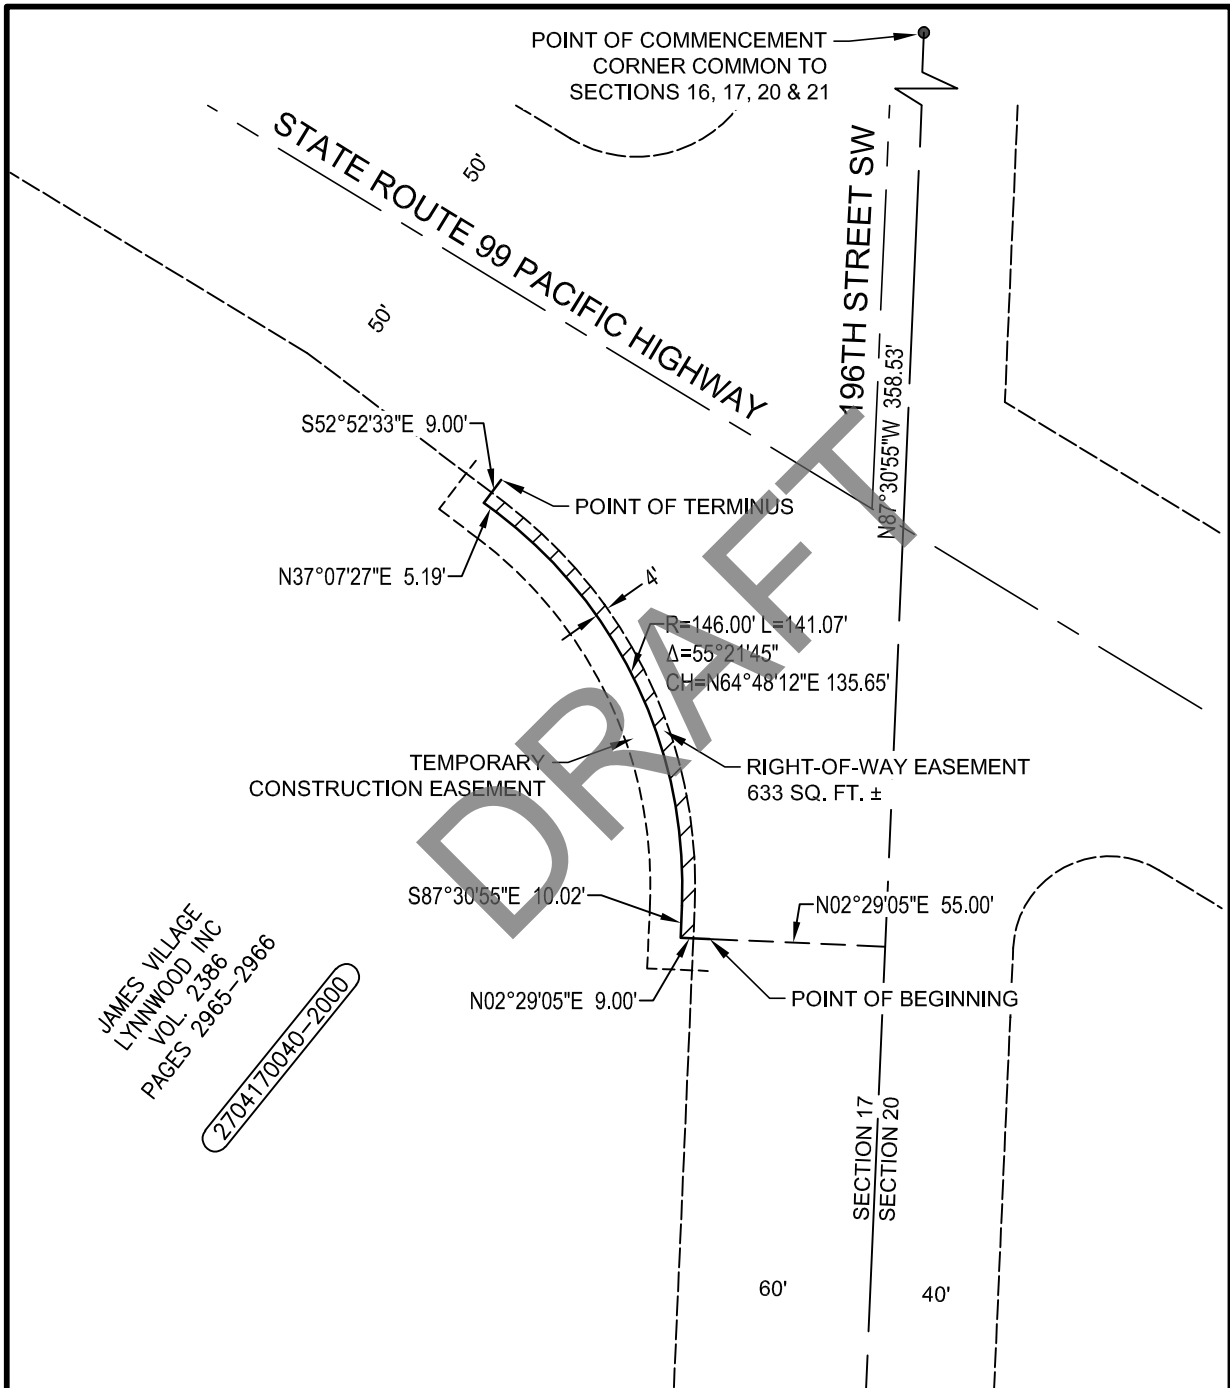 POINT OF COMMENCEMENT
CORNER COMMON TO
SECTIONS 16, 17, 20 & 21
STATE ROUTE 99 PACIFIC HIGHWAY
50'
50'
196TH STREET SW
N87°30'55"W 358.53'
S52°52'33"E 9.00'
POINT OF TERMINUS
N37°07'27"E 5.19'
4'
R=146.00' L=141.07'
Δ=55°21'45"
CH=N64°48'12"E 135.65'
TEMPORARY
CONSTRUCTION EASEMENT
RIGHT-OF-WAY EASEMENT
633 SQ. FT. ±
DRAFT
S87°30'55"E 10.02'
N02°29'05"E 55.00'
N02°29'05"E 9.00'
POINT OF BEGINNING
JAMES VILLAGE
LYNNWOOD INC
VOL. 2386
PAGES 2965-2966
2704170040-2000
SECTION 17
SECTION 20
60'
40'